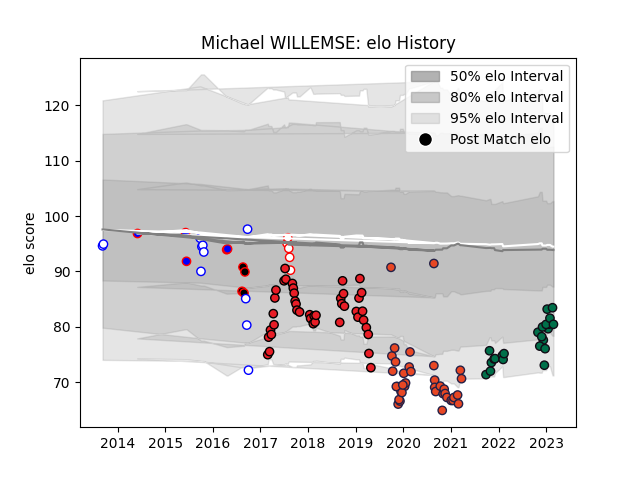 Michael WILLEMSE: elo History
50% elo Interval
80% elo Interval
95% elo Interval
Post Match elo
elo score
120
110
100
90
80
70
2014 2015 2016 2017 2018 2019 2020 2021 2022 2023